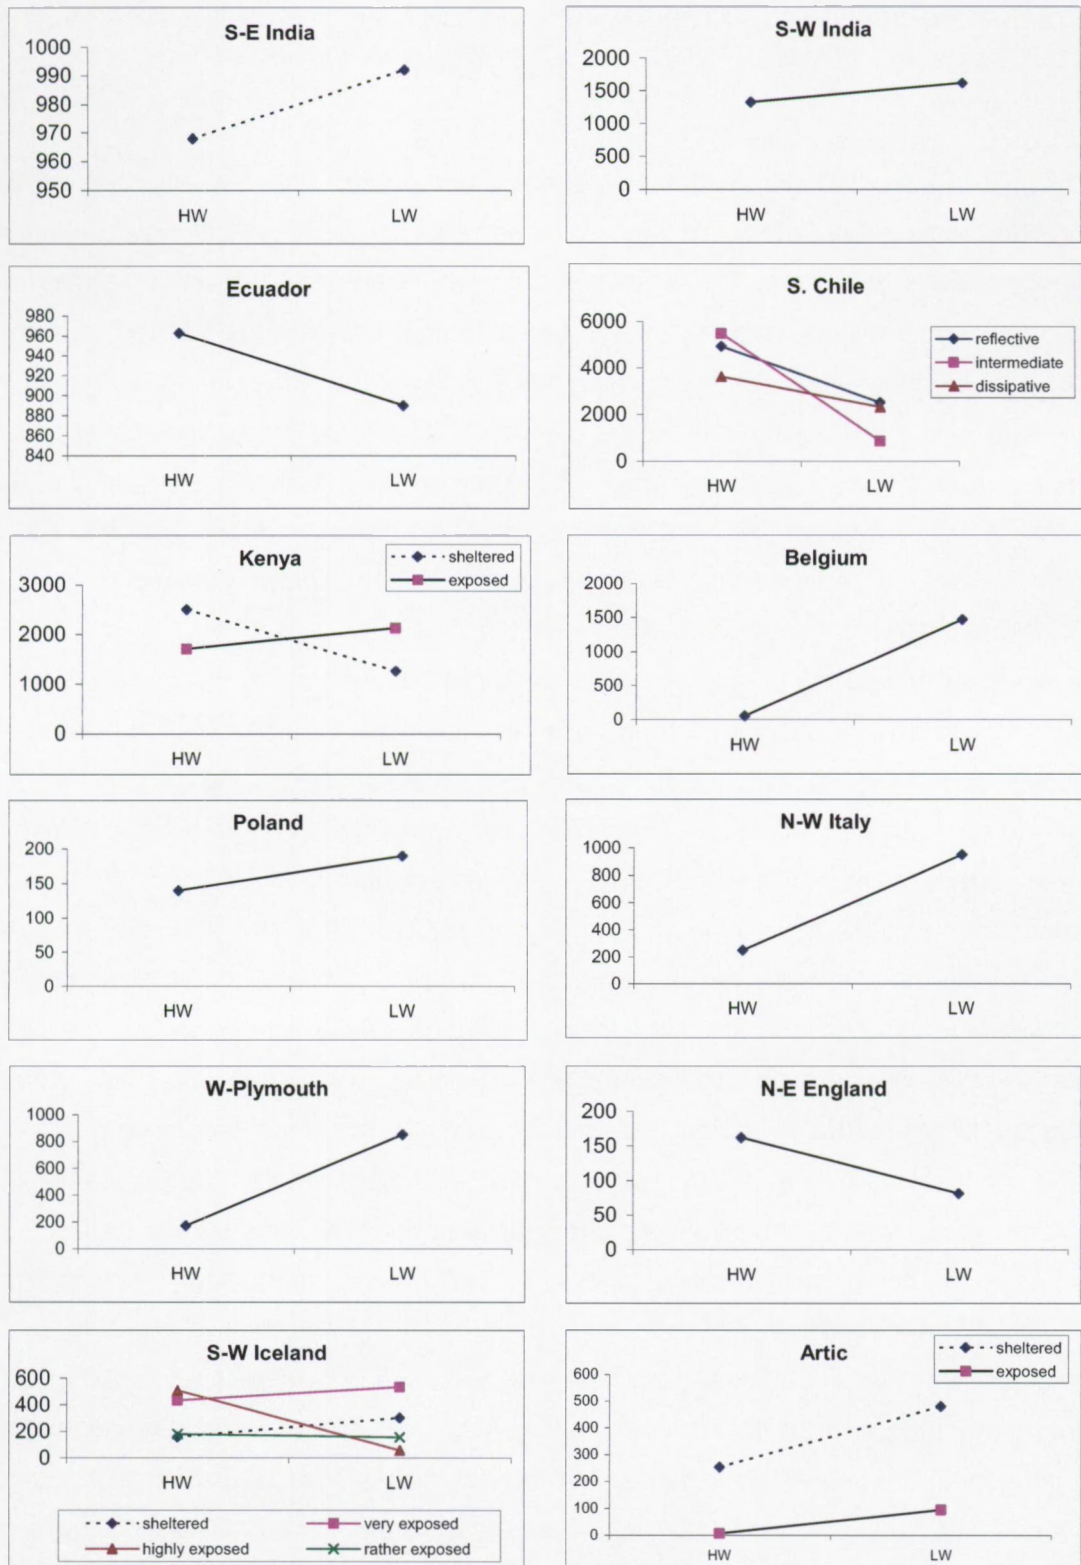 S-E India
1000
990
980
970
960
950
HW LW
S-W India
2000
1500
1000
500
0
HW LW
Ecuador
980
960
940
920
900
880
860
840
HW LW
S. Chile
6000
4000
2000
0
HW LW
reflective
intermediate
dissipative
Kenya
sheltered
exposed
3000
2000
1000
0
HW LW
Belgium
2000
1500
1000
500
0
HW LW
Poland
200
150
100
50
0
HW LW
N-W Italy
1000
800
600
400
200
0
HW LW
W-Plymouth
1000
800
600
400
200
0
HW LW
N-E England
200
150
100
50
0
HW LW
S-W Iceland
600
400
200
0
HW LW
sheltered very exposed
highly exposed rather exposed
Artic
sheltered
exposed
600
500
400
300
200
100
0
HW LW